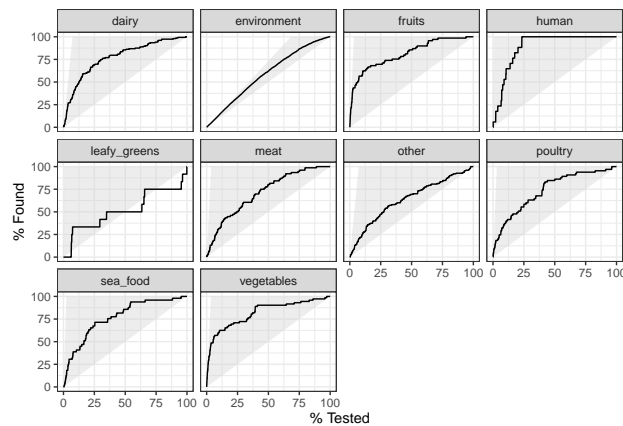 dairy environment fruits human
100
75
50
25
0
leafy_greens meat other poultry
100
75
50
25
0
0 25 50 75 100 0 25 50 75 100
sea_food vegetables
100
75
50
25
0
0 25 50 75 100 0 25 50 75 100
% Found
% Tested